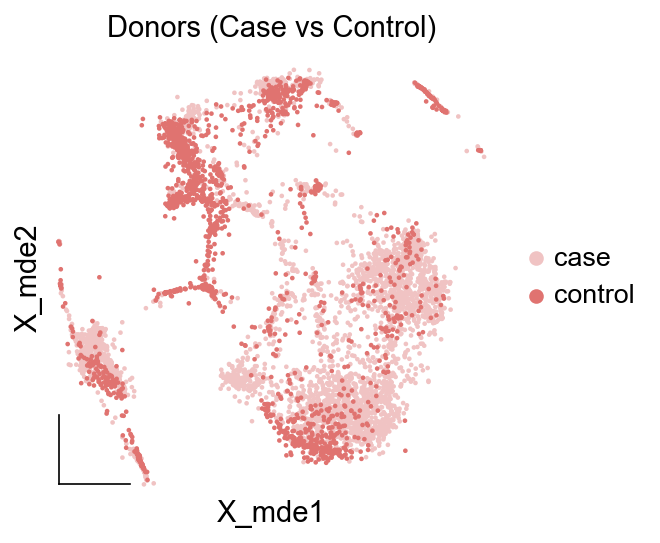 Donors (Case vs Control)
X_mde2
case
control
X_mde1